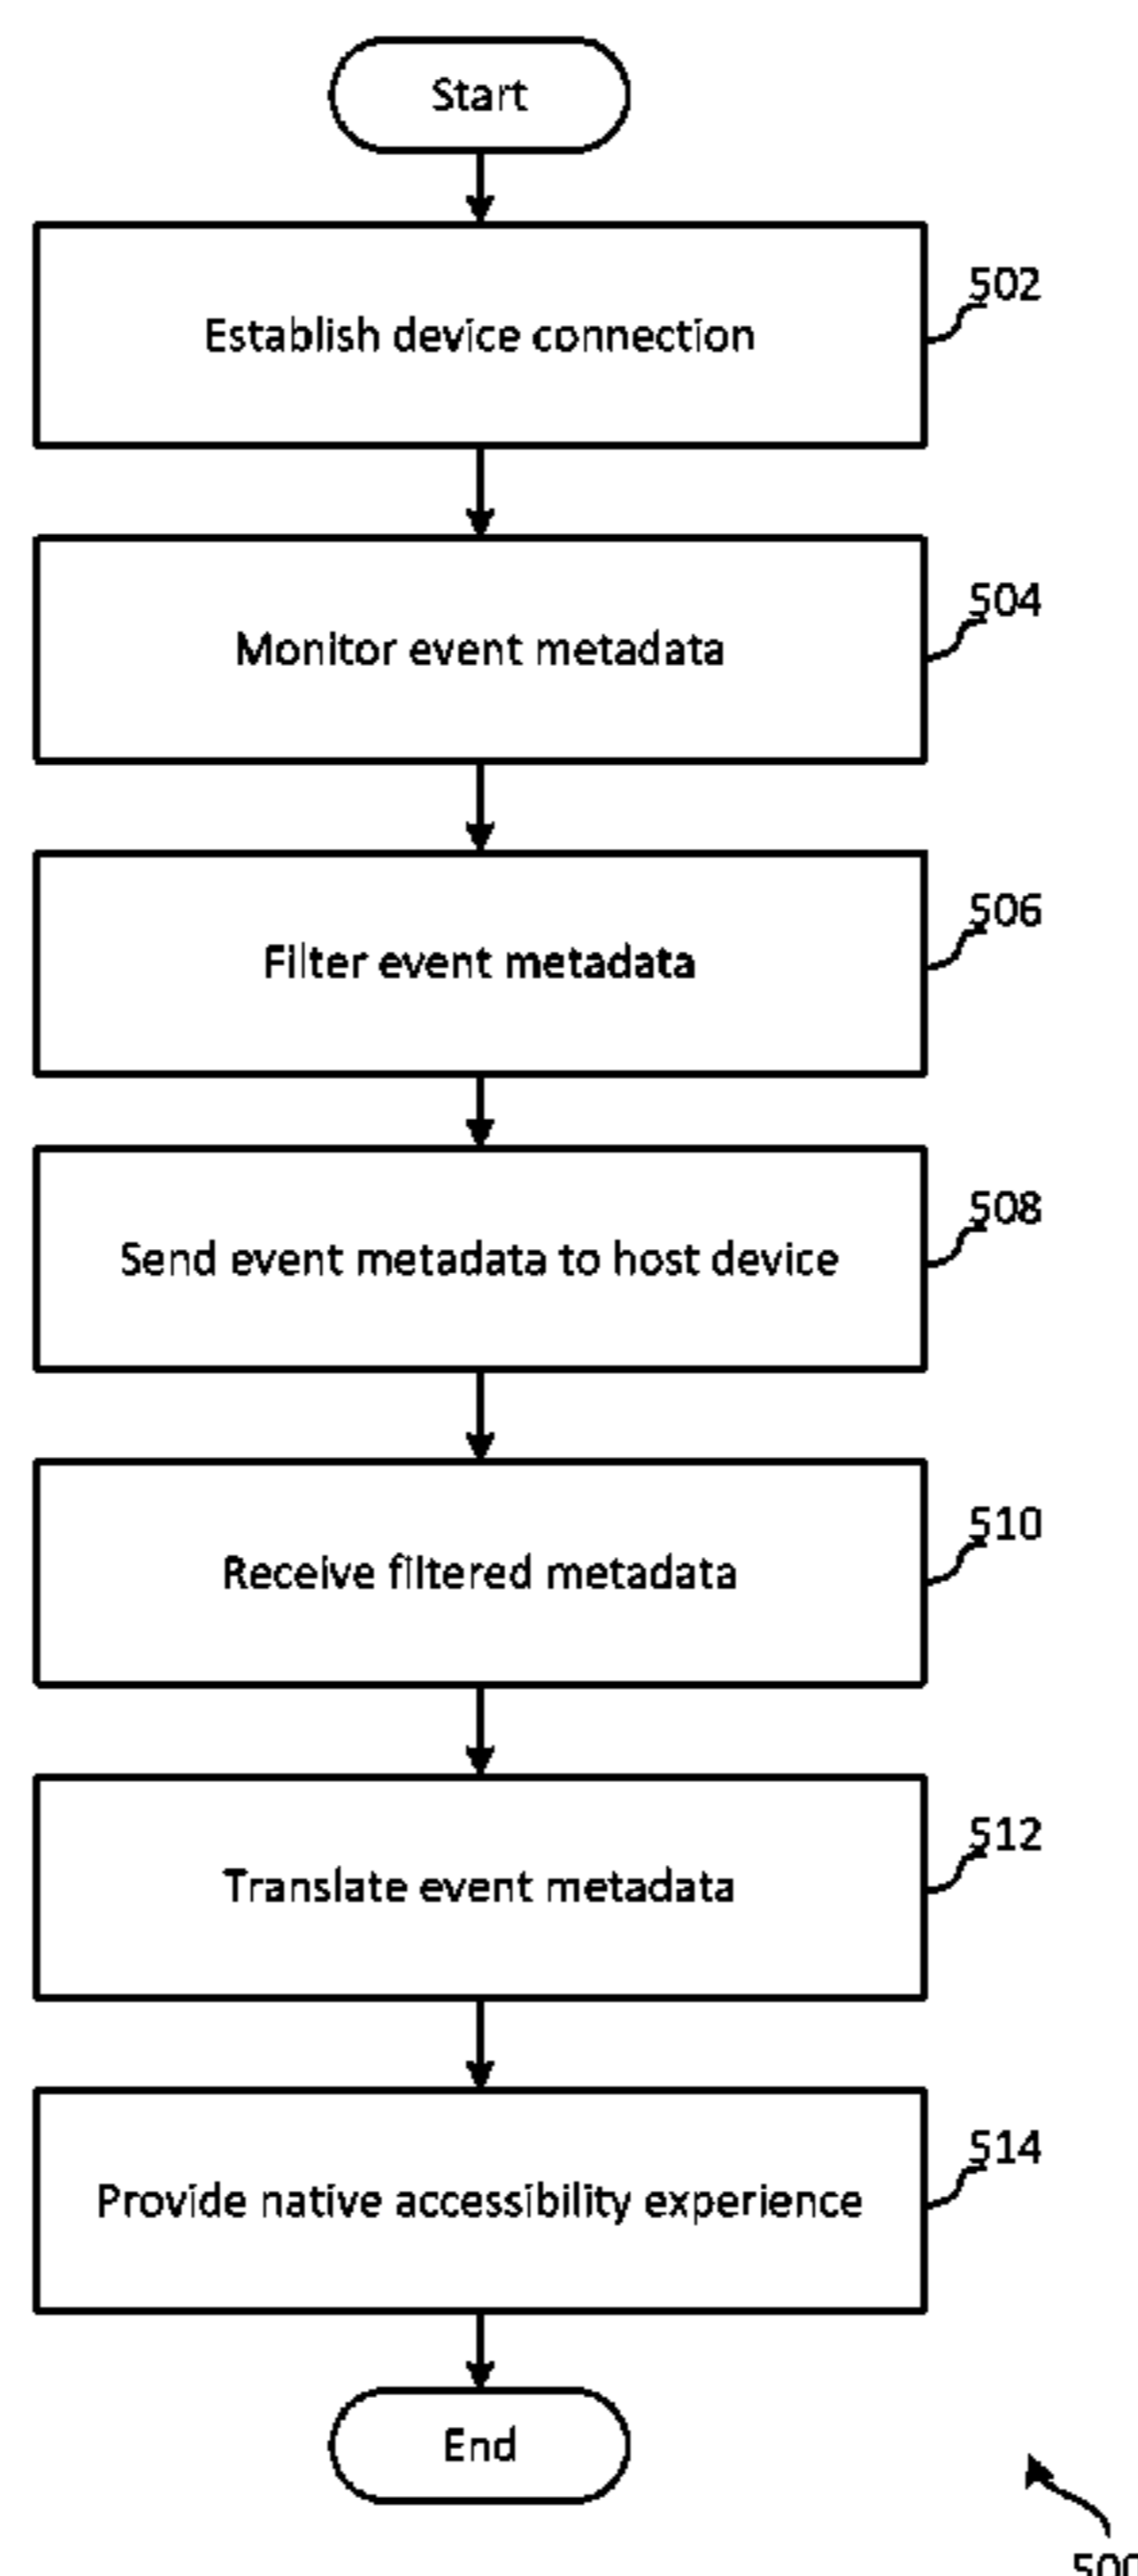 Start
Establish device connection
502
Monitor event metadata
504
Filter event metadata
506
Send event metadata to host device
508
Receive filtered metadata
510
Translate event metadata
512
Provide native accessibility experience
514
End
500